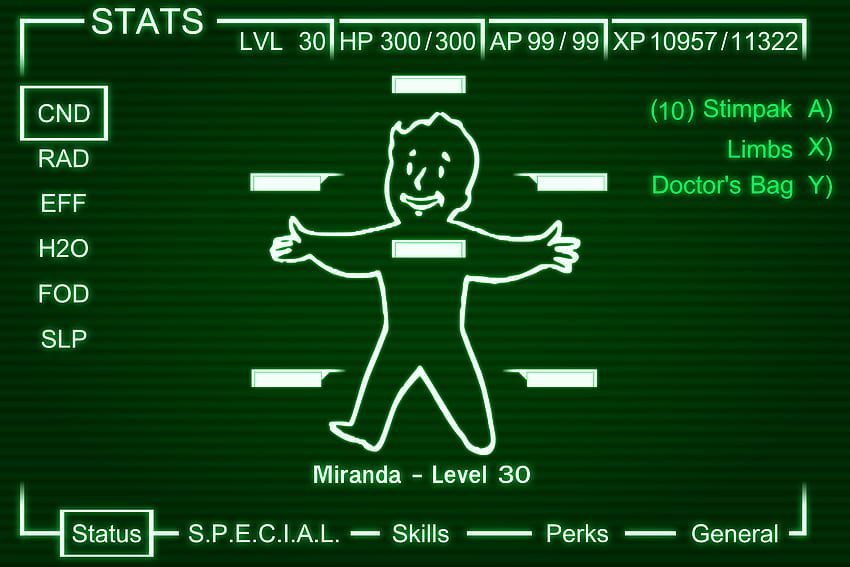 STATS
LVL 30 HP 300/300 AP 99/99 XP 10957/11322
CND
RAD
EFF
H2O
FOD
SLP
(10) Stimpak A)
Limbs X)
Doctor's Bag Y)
Miranda - Level 30
Status S.P.E.C.I.A.L. Skills Perks General